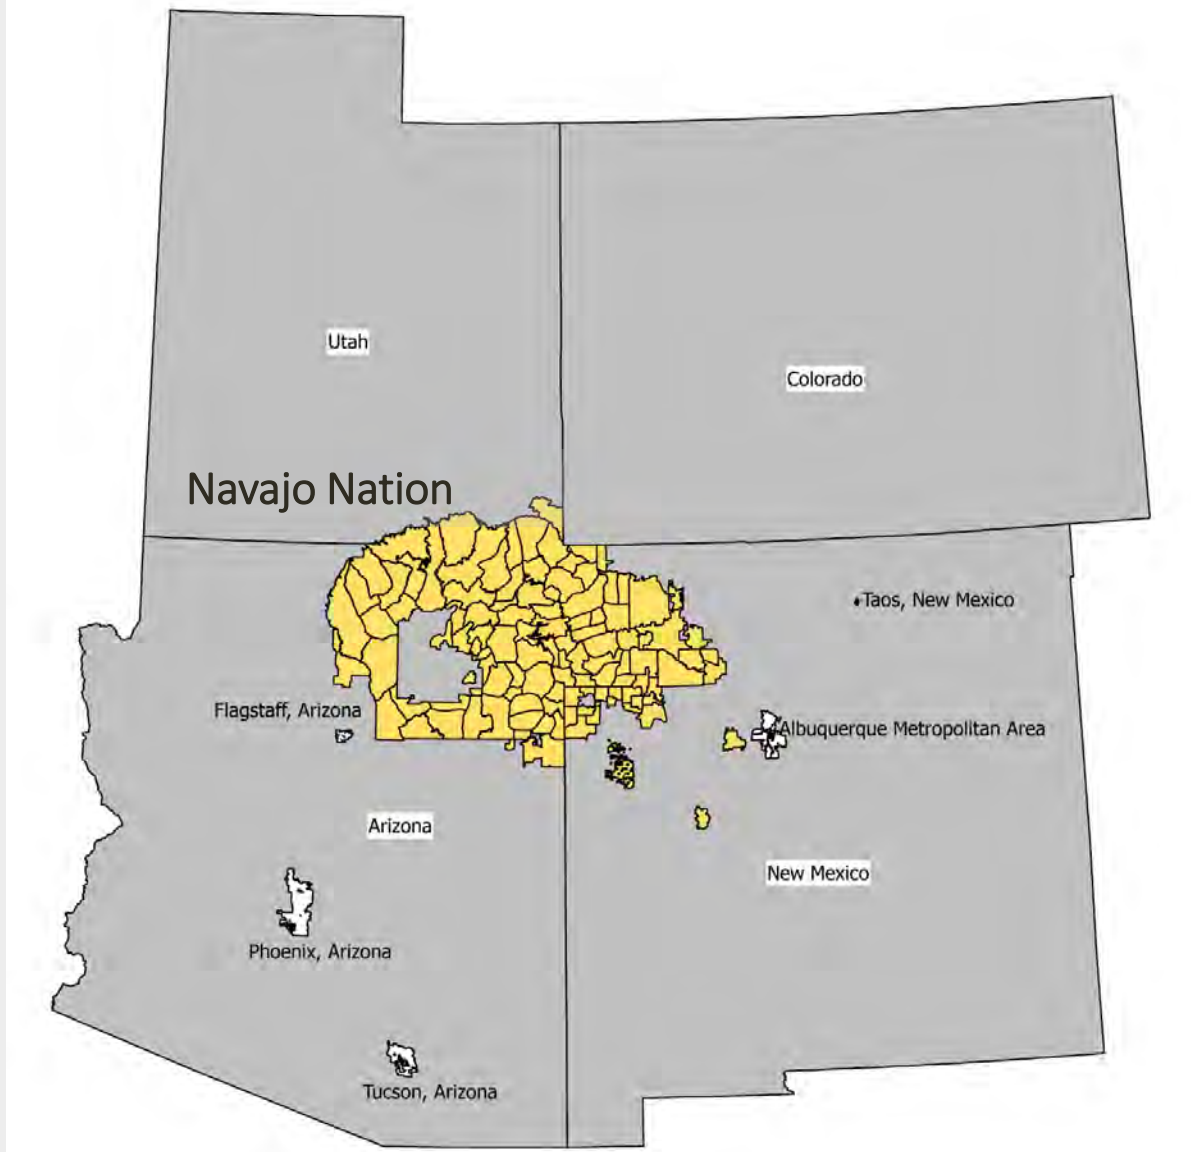 Utah
Colorado
Navajo Nation
Taos, New Mexico
Flagstaff, Arizona
Albuquerque Metropolitan Area
Arizona
New Mexico
Phoenix, Arizona
Tucson, Arizona